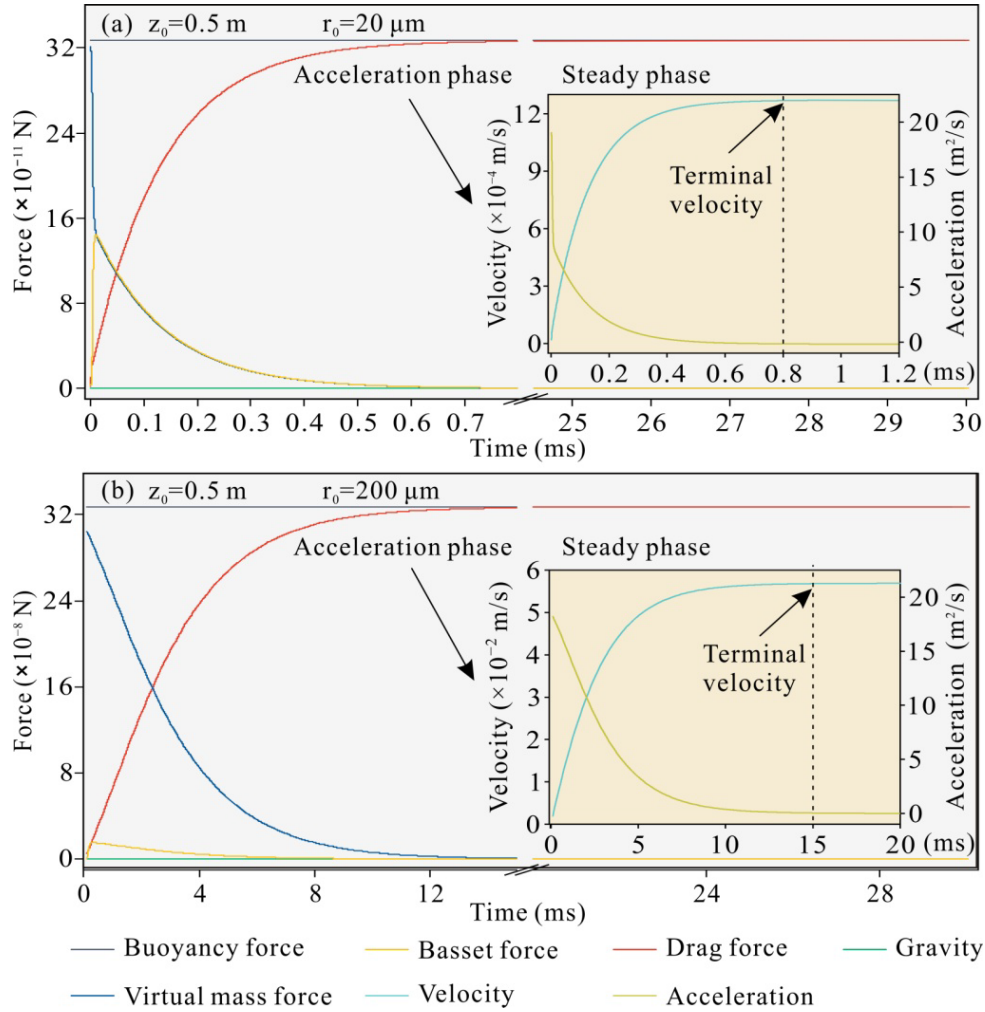 (a) z₀=0.5 m r₀=20 μm
Acceleration phase
Steady phase
Force (×10⁻¹¹ N)
32
24
16
8
0
0 0.1 0.2 0.3 0.4 0.5 0.6 0.7 25 26 27 28 29 30
Time (ms)
Velocity (×10⁻⁴ m/s)
12
9
6
3
0
Terminal
velocity
Acceleration (m²/s)
20
15
10
5
0
0 0.2 0.4 0.6 0.8 1 1.2 (ms)
(b) z₀=0.5 m r₀=200 μm
Acceleration phase
Steady phase
Force (×10⁻⁸ N)
32
24
16
8
0
0 4 8 12 24 28
Time (ms)
Velocity (×10⁻² m/s)
6
5
4
3
2
1
0
Terminal
velocity
Acceleration (m²/s)
20
15
10
5
0
0 5 10 15 20 (ms)
Buoyancy force Basset force Drag force Gravity
Virtual mass force Velocity Acceleration